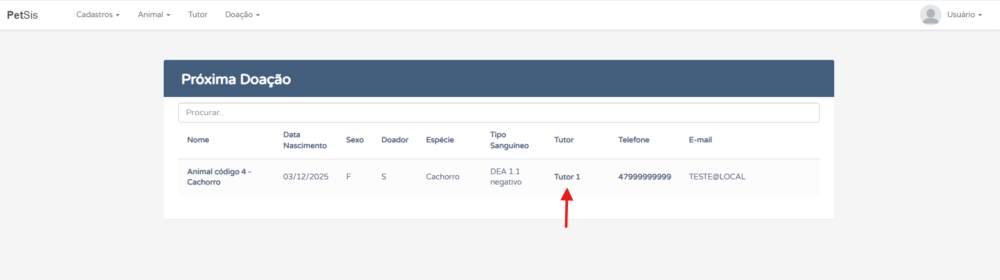 PetSis Cadastros Animal Tutor Doação Usuário
Próxima Doação
Procurar..
Nome Data Nascimento Sexo Doador Espécie Tipo Sanguíneo Tutor Telefone E-mail
Animal código 4 - Cachorro 03/12/2025 F S Cachorro DEA 1.1 negativo Tutor 1 47999999999 TESTE@LOCAL